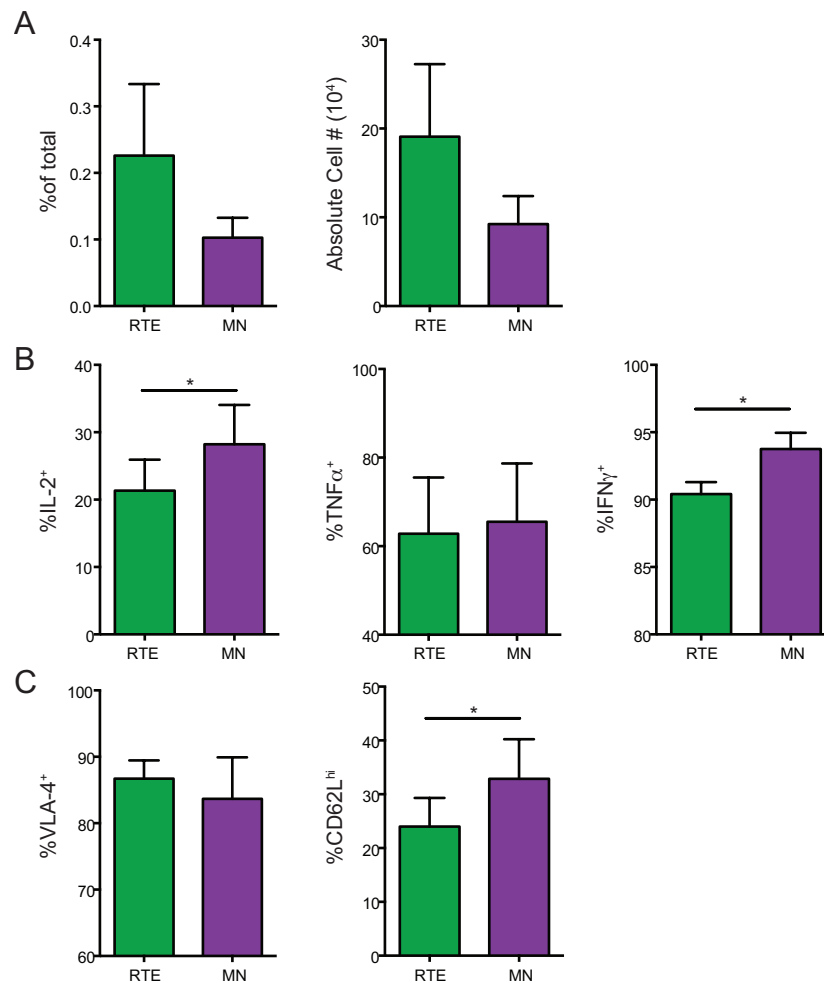 A
%of total
0.4
0.3
0.2
0.1
0.0
RTE
MN
Absolute Cell # (10⁴)
30
20
10
0
RTE
MN
B
%IL-2⁺
40
30
20
10
0
*
RTE
MN
%TNFα⁺
100
80
60
40
RTE
MN
%IFNγ⁺
100
95
90
85
80
*
RTE
MN
C
%VLA-4⁺
100
90
80
70
60
RTE
MN
%CD62Lʰⁱ
50
40
30
20
10
0
*
RTE
MN